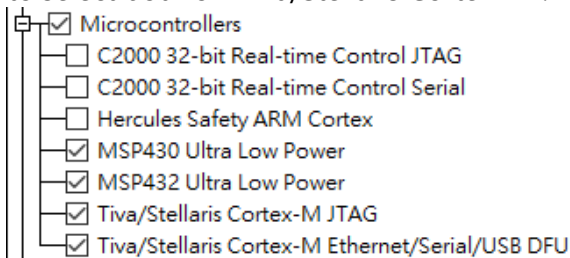 Microcontrollers
C2000 32-bit Real-time Control JTAG
C2000 32-bit Real-time Control Serial
Hercules Safety ARM Cortex
MSP430 Ultra Low Power
MSP432 Ultra Low Power
Tiva/Stellaris Cortex-M JTAG
Tiva/Stellaris Cortex-M Ethernet/Serial/USB DFU